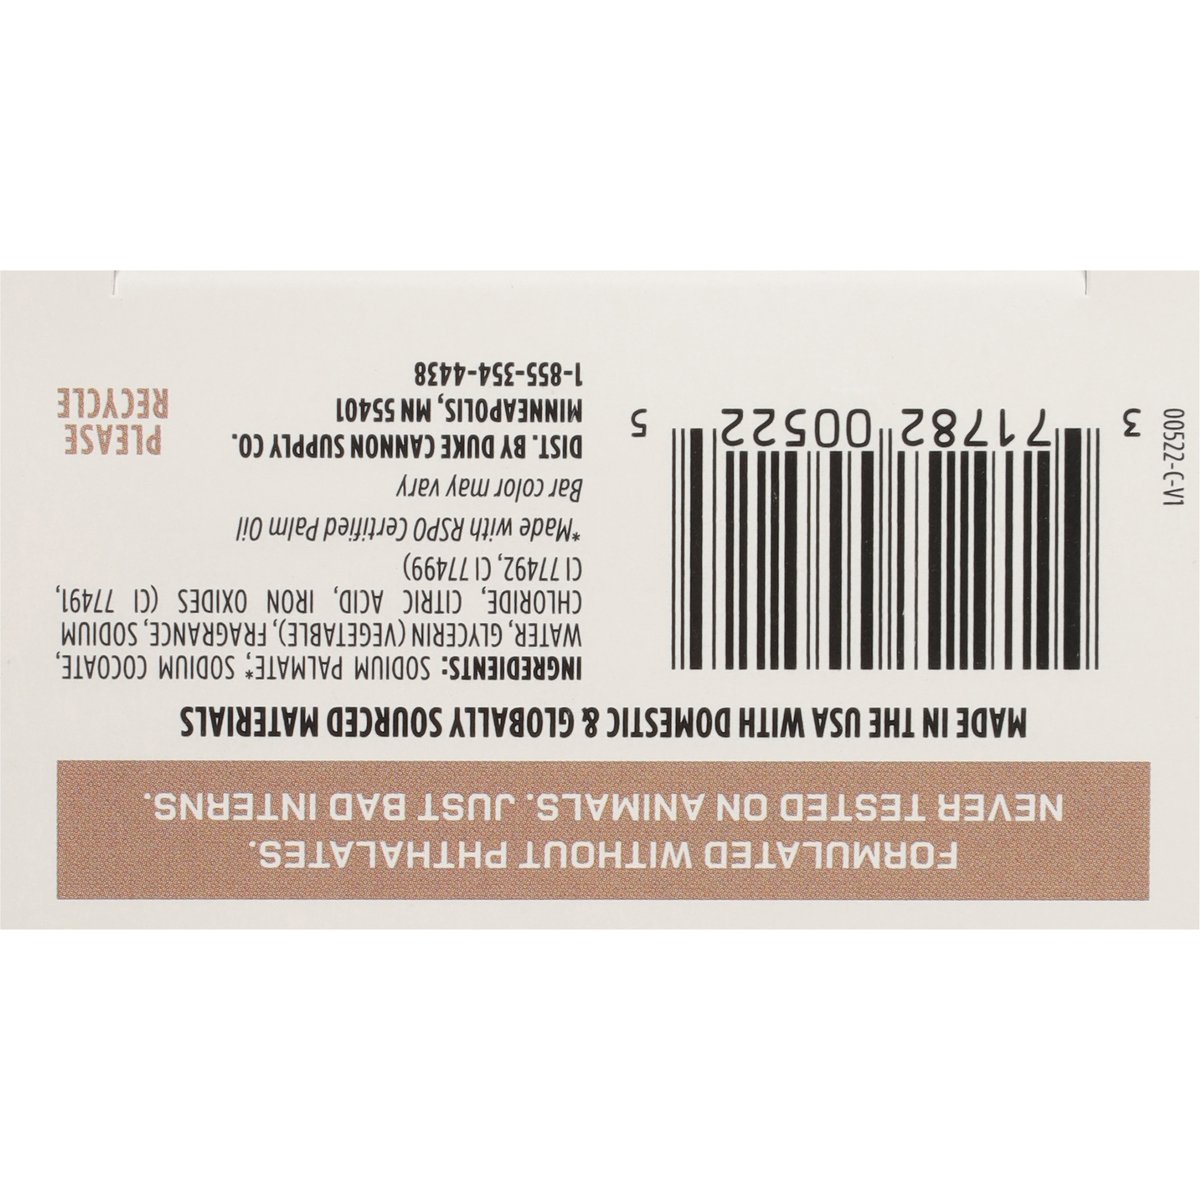 FORMULATED WITHOUT PHTHALATES.
NEVER TESTED ON ANIMALS. JUST BAD INTERNS.
MADE IN THE USA WITH DOMESTIC & GLOBALLY SOURCED MATERIALS
3 71782 00522 5
00522-C-V1
INGREDIENTS: SODIUM PALMATE*, SODIUM COCOATE,
WATER, GLYCERIN (VEGETABLE), FRAGRANCE, SODIUM
CHLORIDE, CITRIC ACID, IRON OXIDES (CI 77491,
CI 77492, CI 77499)
*Made with RSPO Certified Palm Oil
Bar color may vary
DIST. BY DUKE CANNON SUPPLY CO.
MINNEAPOLIS, MN 55401
1-855-354-4438
PLEASE
RECYCLE